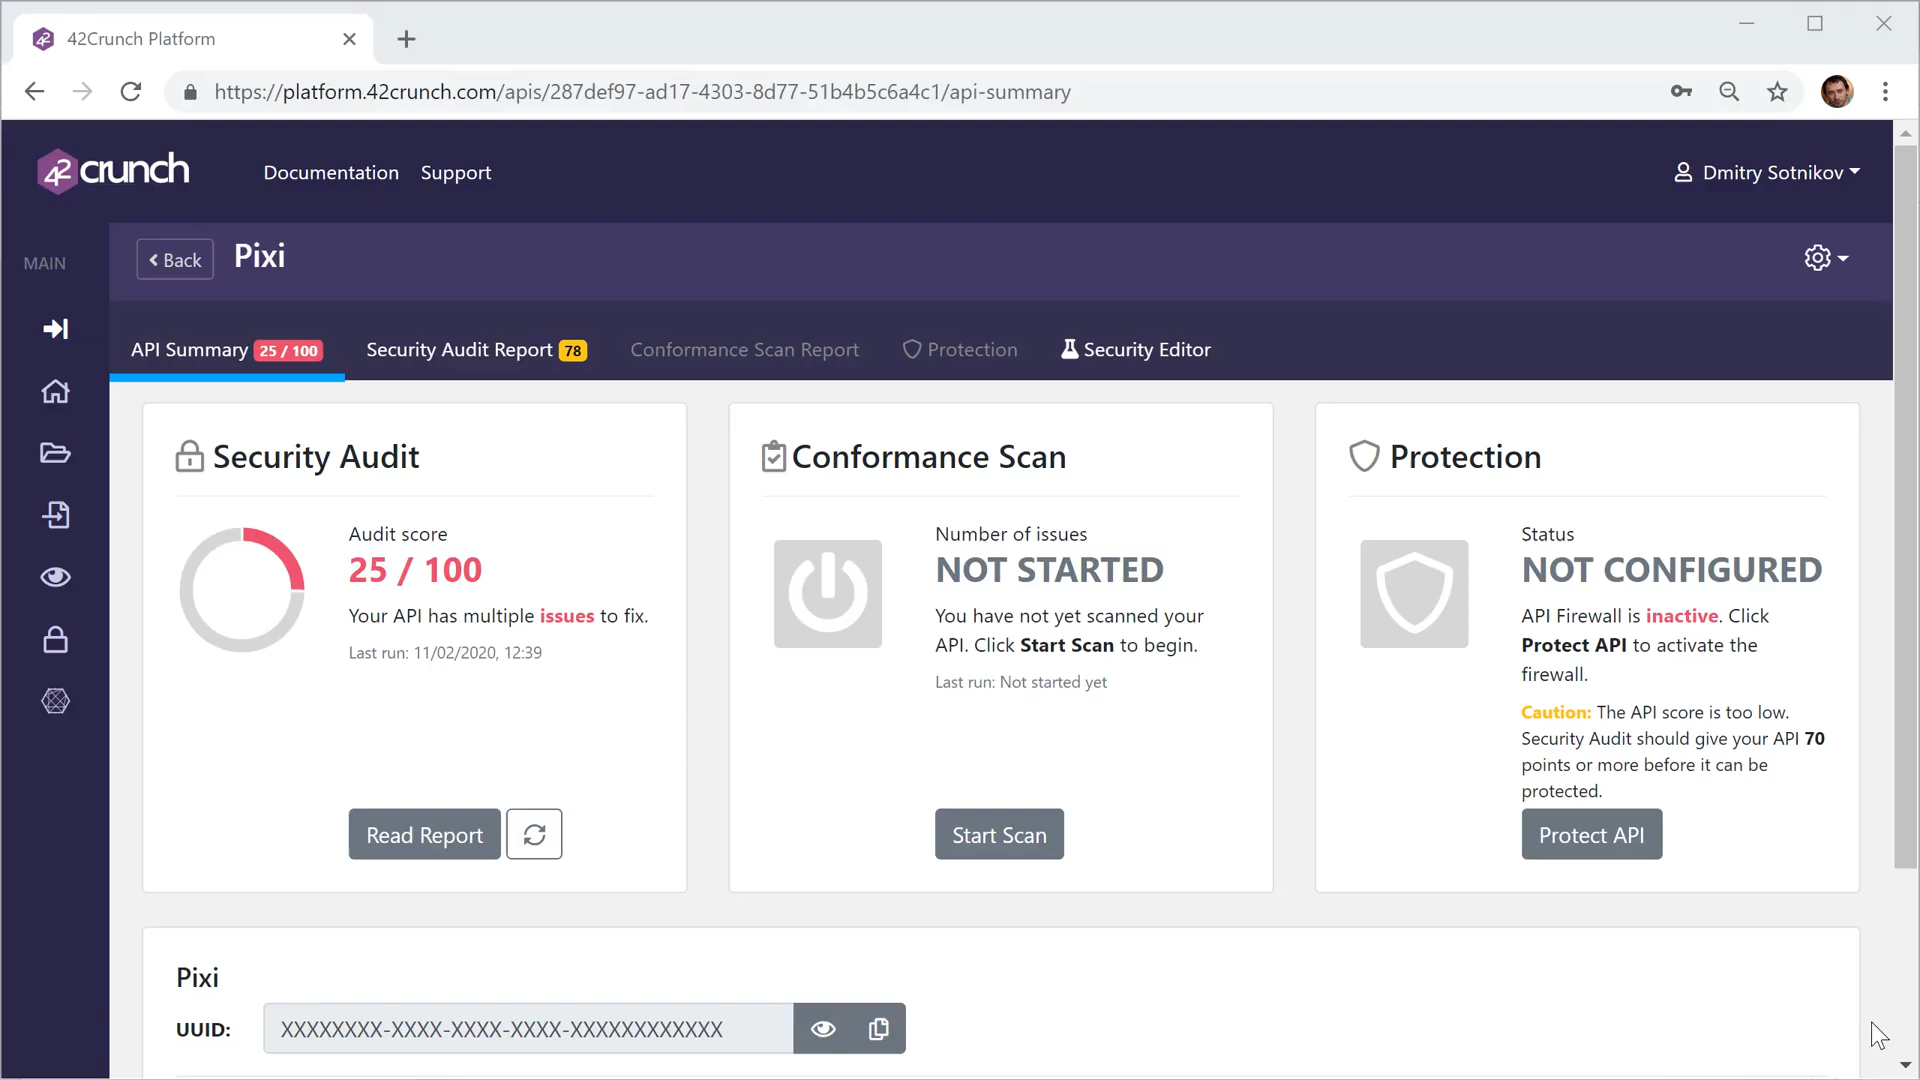 42Crunch Platform
https://platform.42crunch.com/apis/287def97-ad17-4303-8d77-51b4b5c6a4c1/api-summary
42 crunch
Documentation Support
Dmitry Sotnikov
MAIN
Back
Pixi
API Summary 25 / 100
Security Audit Report 78
Conformance Scan Report
Protection
Security Editor
Security Audit
Audit score
25 / 100
Your API has multiple issues to fix.
Last run: 11/02/2020, 12:39
Read Report
Conformance Scan
Number of issues
NOT STARTED
You have not yet scanned your
API. Click Start Scan to begin.
Last run: Not started yet
Start Scan
Protection
Status
NOT CONFIGURED
API Firewall is inactive. Click
Protect API to activate the
firewall.
Caution: The API score is too low.
Security Audit should give your API 70
points or more before it can be
protected.
Protect API
Pixi
UUID: XXXXXXXX-XXXX-XXXX-XXXX-XXXXXXXXXXXX